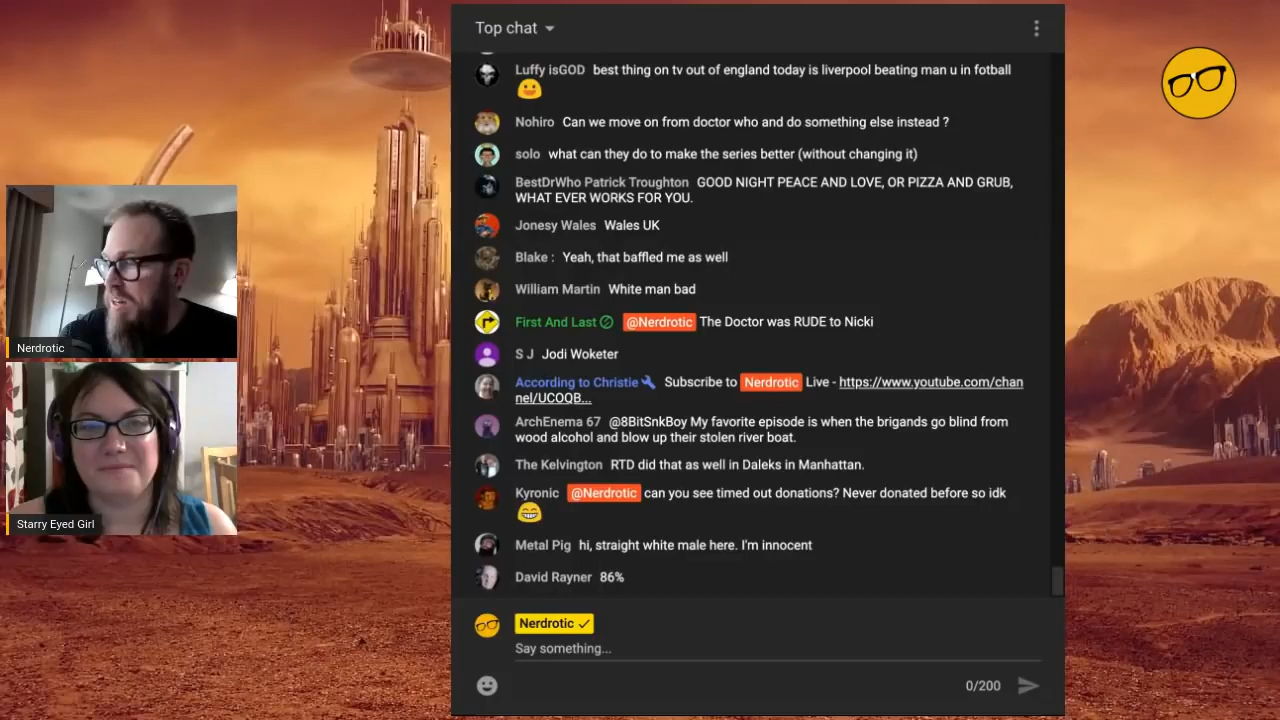 Top chat
Luffy isGOD best thing on tv out of england today is liverpool beating man u in fotball
Nohiro Can we move on from doctor who and do something else instead ?
solo what can they do to make the series better (without changing it)
BestDrWho Patrick Troughton GOOD NIGHT PEACE AND LOVE, OR PIZZA AND GRUB,
WHAT EVER WORKS FOR YOU.
Jonesy Wales Wales UK
Blake : Yeah, that baffled me as well
William Martin White man bad
First And Last @Nerdrotic The Doctor was RUDE to Nicki
S J Jodi Woketer
According to Christie Subscribe to Nerdrotic Live - https://www.youtube.com/chan
nel/UCOQB...
ArchEnema 67 @8BitSnkBoy My favorite episode is when the brigands go blind from
wood alcohol and blow up their stolen river boat.
The Kelvington RTD did that as well in Daleks in Manhattan.
Kyronic @Nerdrotic can you see timed out donations? Never donated before so idk
Metal Pig hi, straight white male here. I'm innocent
David Rayner 86%
Nerdrotic
Say something...
0/200
Nerdrotic
Starry Eyed Girl